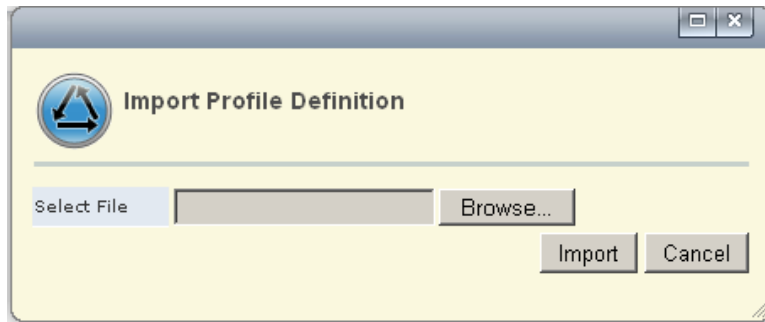 Import Profile Definition
Select File
Browse...
Import
Cancel